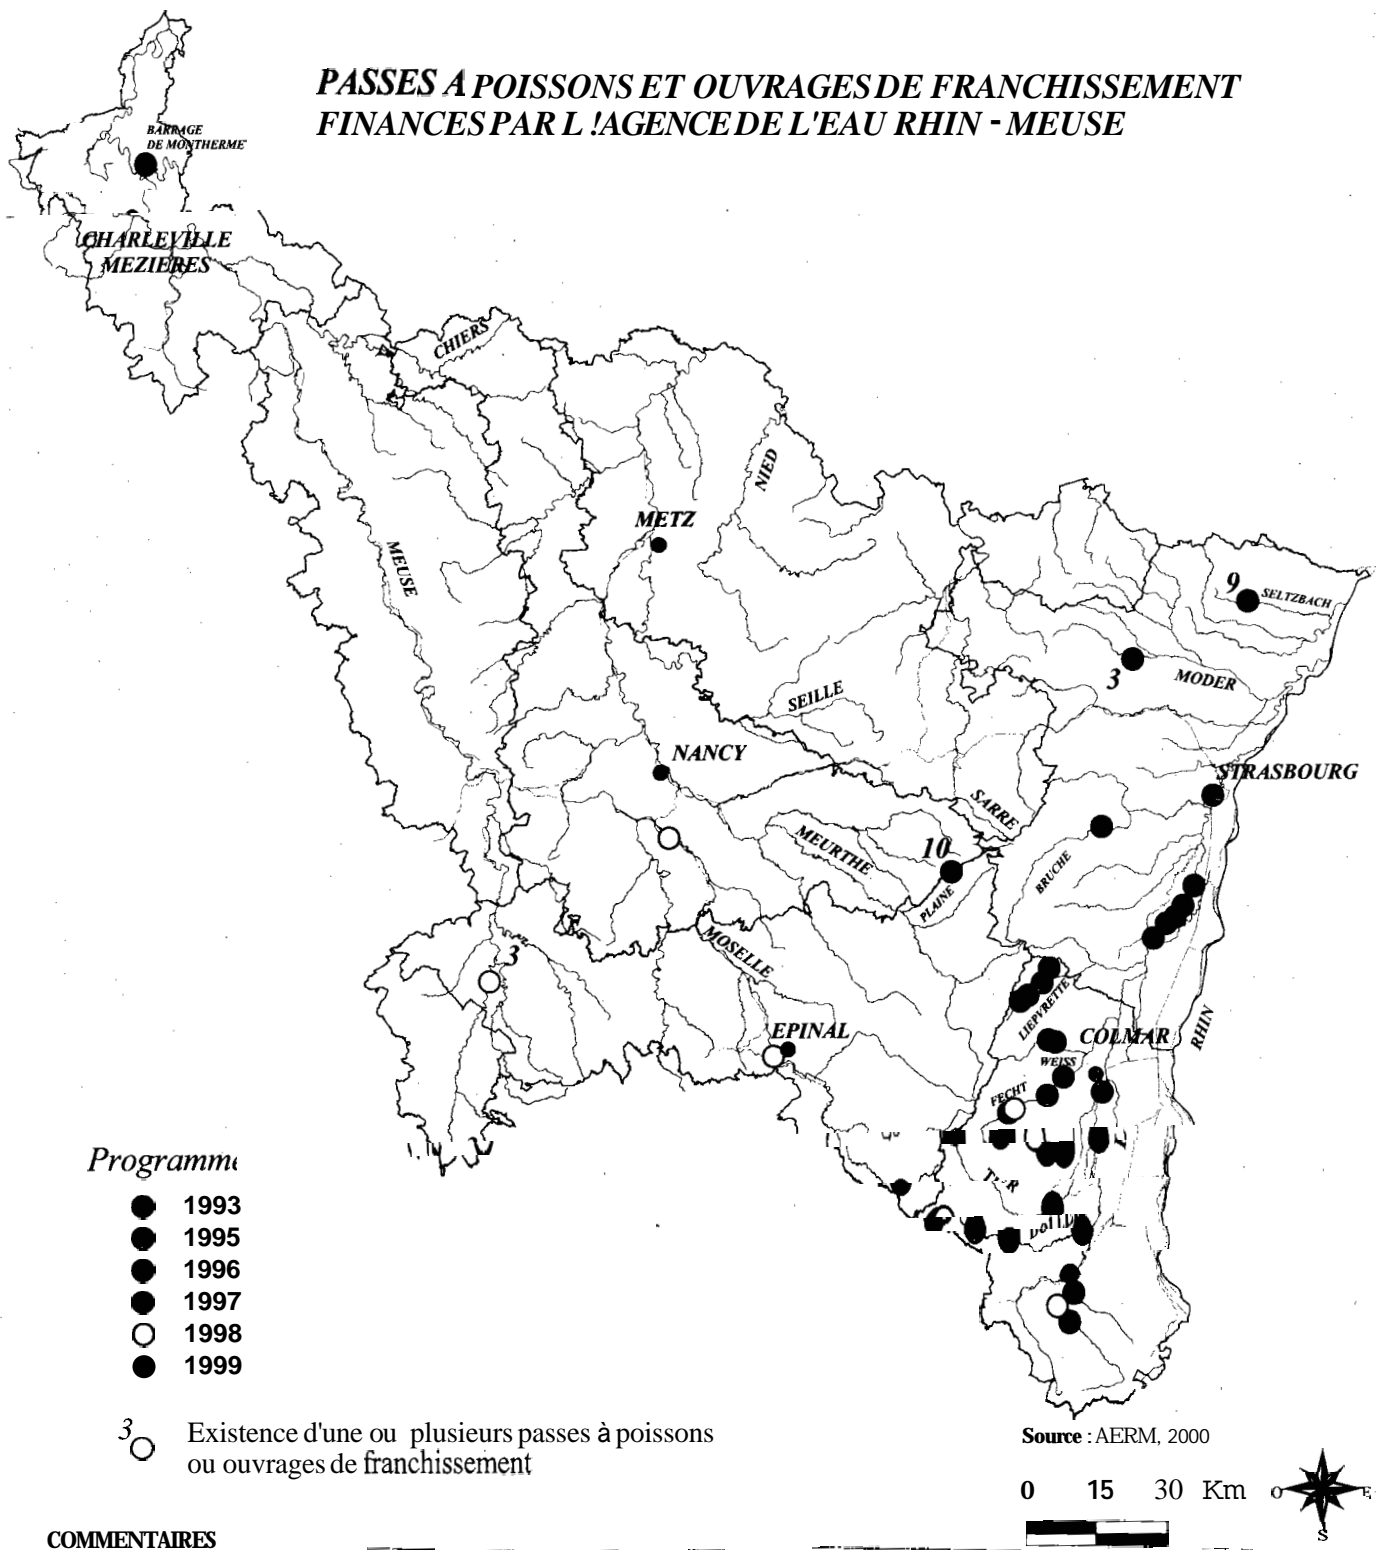 PASSES A POISSONS ET OUVRAGES DE FRANCHISSEMENT
FINANCES PAR L !AGENCE DE L'EAU RHIN - MEUSE
BARRAGE
DE MONTHERME
CHARLEVILLE
MEZIERES
CHIERS
NIED
METZ
MEUSE
9
SELTZBACH
3
MODER
SEILLE
NANCY
STRASBOURG
SARRE
MEURTHE
10
BRUCHE
PLAINE
MOSELLE
3
LIEPVRETTE
RHIN
EPINAL
COLMAR
WEISS
FECHT
Programme
1993
1995
1996
1997
1998
1999
3
Existence d'une ou plusieurs passes à poissons
ou ouvrages de franchissement
Source : AERM, 2000
0 15 30 Km
O E
S
COMMENTAIRES